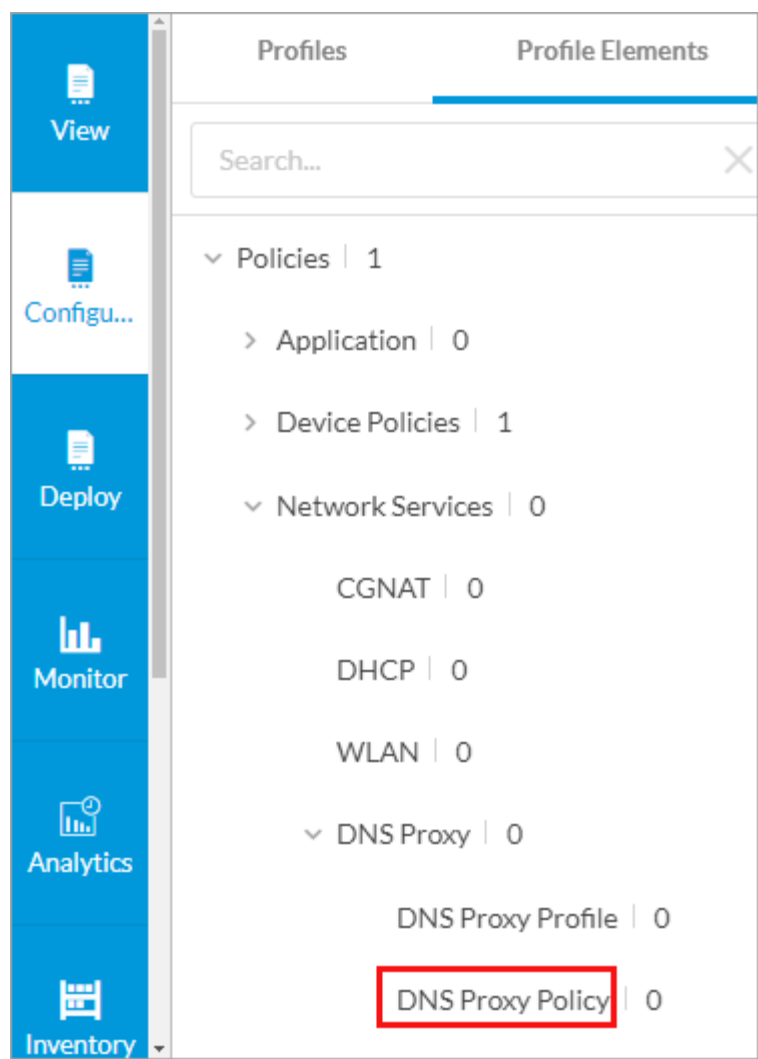 View
Configu...
Deploy
Monitor
Analytics
Inventory
Profiles
Profile Elements
Search...
Policies 1
Application 0
Device Policies 1
Network Services 0
CGNAT 0
DHCP 0
WLAN 0
DNS Proxy 0
DNS Proxy Profile 0
DNS Proxy Policy 0